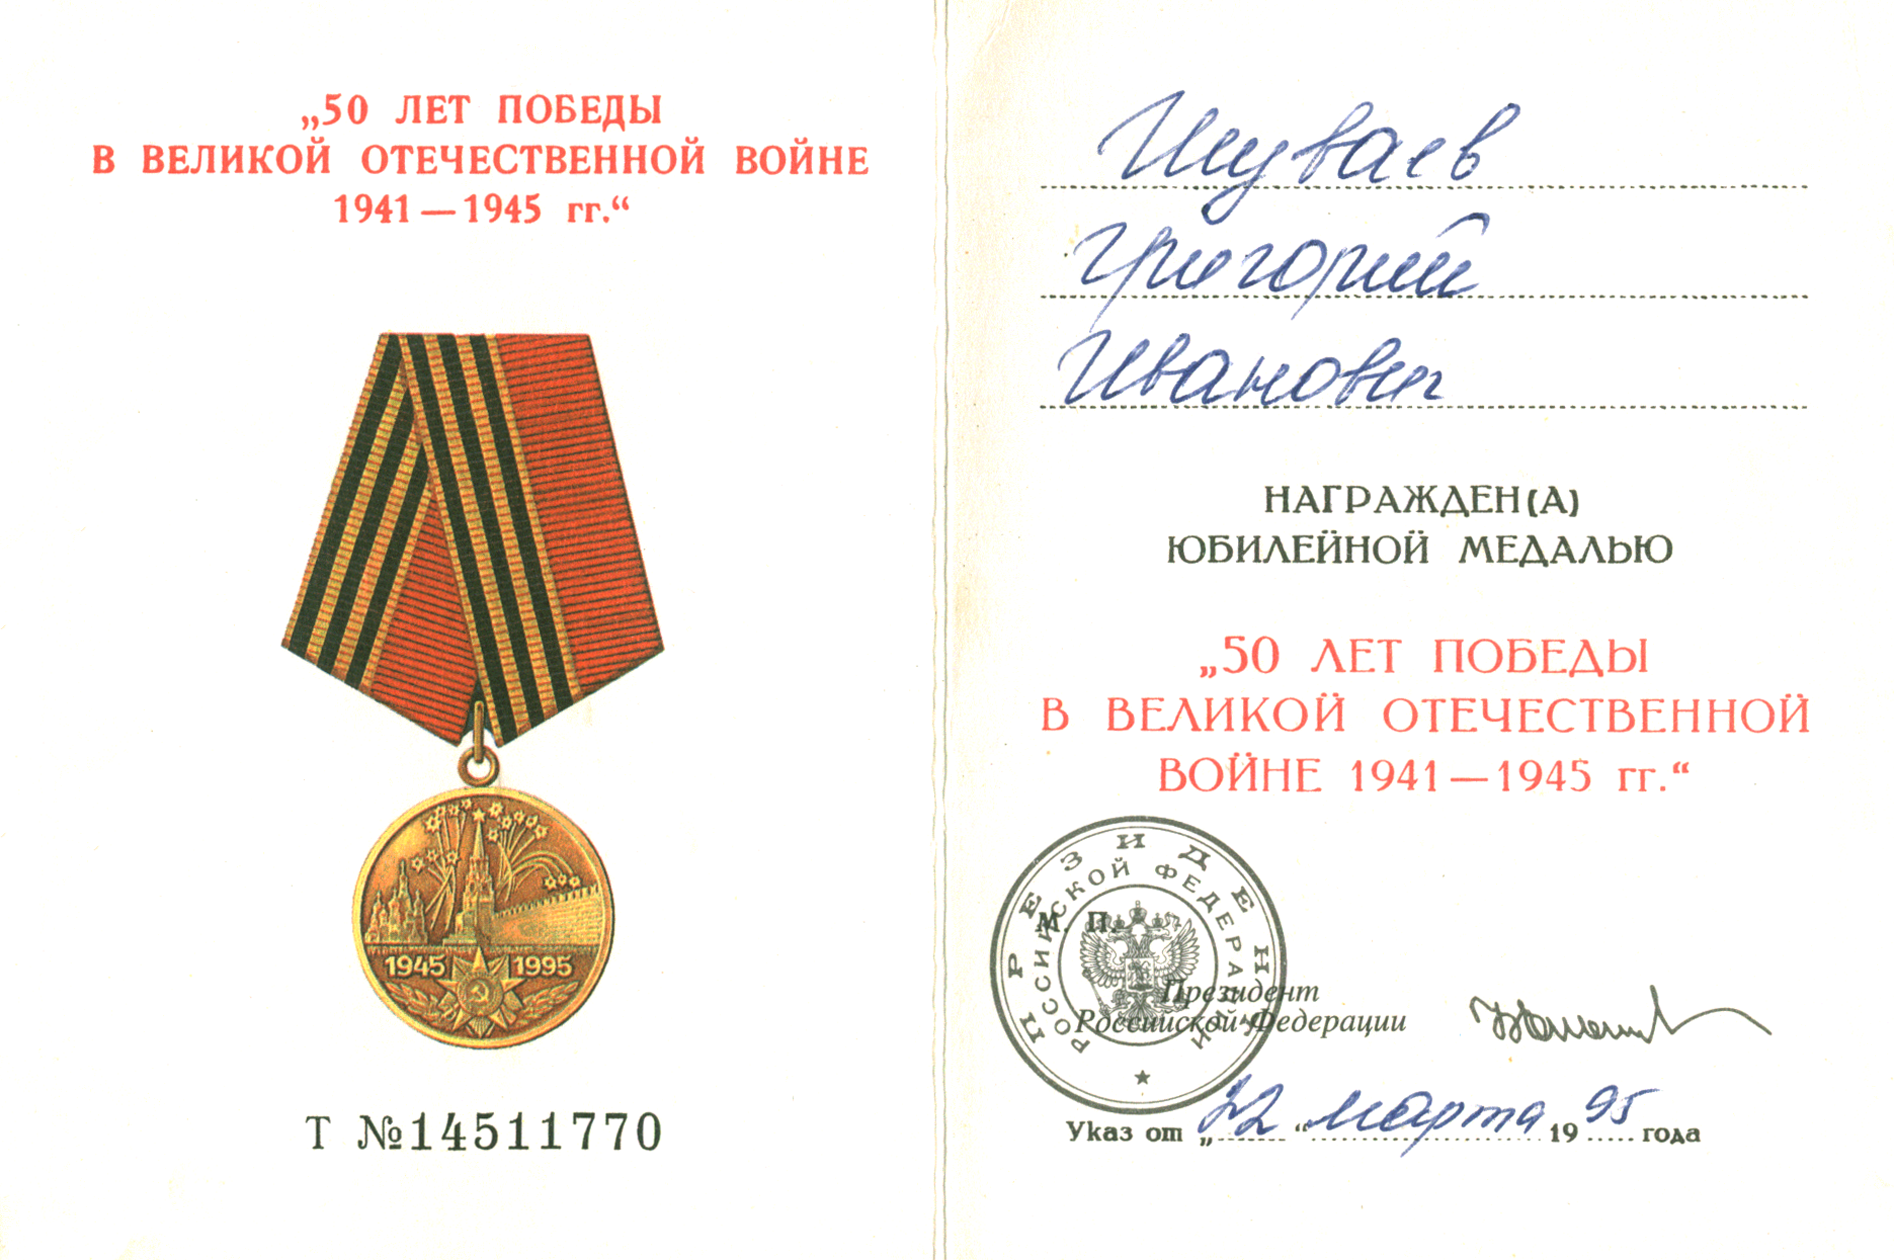 „50 ЛЕТ ПОБЕДЫ
В ВЕЛИКОЙ ОТЕЧЕСТВЕННОЙ ВОЙНЕ
1941—1945 гг.“
1945 1995
Т №14511770
Шуваев
Григорий
Иванович
НАГРАЖДЕН(А)
ЮБИЛЕЙНОЙ МЕДАЛЬЮ
„50 ЛЕТ ПОБЕДЫ
В ВЕЛИКОЙ ОТЕЧЕСТВЕННОЙ
ВОЙНЕ 1941—1945 гг.“
ПРЕЗИДЕНТ
РОССИЙСКОЙ ФЕДЕРАЦИИ
М. П.
Президент
Российской Федерации
Указ от „22“ марта 1995 года